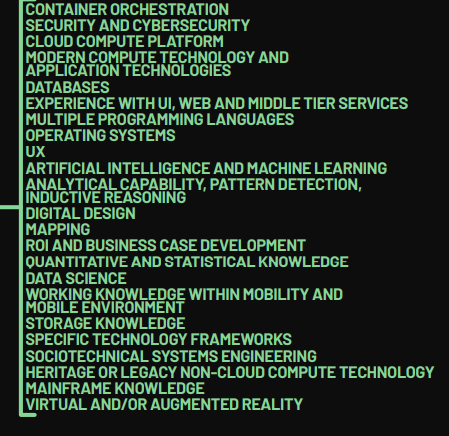 CONTAINER ORCHESTRATION
SECURITY AND CYBERSECURITY
CLOUD COMPUTE PLATFORM
MODERN COMPUTE TECHNOLOGY AND
APPLICATION TECHNOLOGIES
DATABASES
EXPERIENCE WITH UI, WEB AND MIDDLE TIER SERVICES
MULTIPLE PROGRAMMING LANGUAGES
OPERATING SYSTEMS
UX
ARTIFICIAL INTELLIGENCE AND MACHINE LEARNING
ANALYTICAL CAPABILITY, PATTERN DETECTION,
INDUCTIVE REASONING
DIGITAL DESIGN
MAPPING
ROI AND BUSINESS CASE DEVELOPMENT
QUANTITATIVE AND STATISTICAL KNOWLEDGE
DATA SCIENCE
WORKING KNOWLEDGE WITHIN MOBILITY AND
MOBILE ENVIRONMENT
STORAGE KNOWLEDGE
SPECIFIC TECHNOLOGY FRAMEWORKS
SOCIOTECHNICAL SYSTEMS ENGINEERING
HERITAGE OR LEGACY NON-CLOUD COMPUTE TECHNOLOGY
MAINFRAME KNOWLEDGE
VIRTUAL AND/OR AUGMENTED REALITY